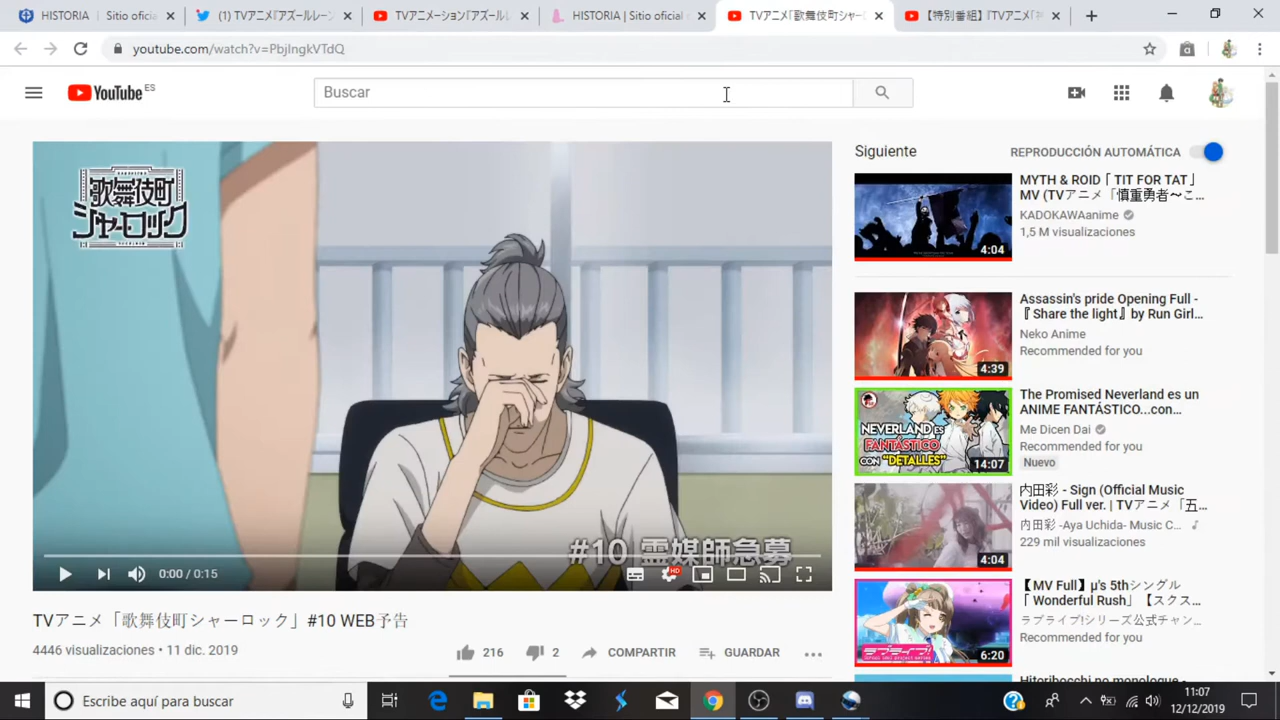 HISTORIA | Sitio ofici
(1) TVアニメ『アズールレーン
TVアニメーション『アズールレ
HISTORIA | Sitio oficial
TVアニメ「歌舞伎町シャーロ
【特別番組】『TVアニメ「神
youtube.com/watch?v=PbjIngkVTdQ
YouTube ES
Buscar
歌舞伎町
シャーロック
#10 霊媒師急募
0:00 / 0:15
HD
TVアニメ「歌舞伎町シャーロック」#10 WEB予告
4446 visualizaciones • 11 dic. 2019
216
2
COMPARTIR
GUARDAR
Siguiente
REPRODUCCIÓN AUTOMÁTICA
MYTH & ROID「 TIT FOR TAT」
MV (TVアニメ「慎重勇者～こ...
KADOKAWAanime
1,5 M visualizaciones
4:04
Assassin's pride Opening Full -
『Share the light』by Run Girl...
Neko Anime
Recommended for you
4:39
The Promised Neverland es un
ANIME FANTÁSTICO...con...
Me Dicen Dai
Recommended for you
Nuevo
NEVERLAND ES
FANTÁSTICO
CON "DETALLES"
14:07
内田彩 - Sign (Official Music
Video) Full ver. | TVアニメ「五...
内田彩 -Aya Uchida- Music C...
229 mil visualizaciones
4:04
【MV Full】μ's 5thシングル
「 Wonderful Rush」【スクス...
ラブライブ!シリーズ公式チャン...
Recommended for you
ラブライブ!
6:20
Hitoribocchi no monologue -
Escribe aquí para buscar
11:07
12/12/2019